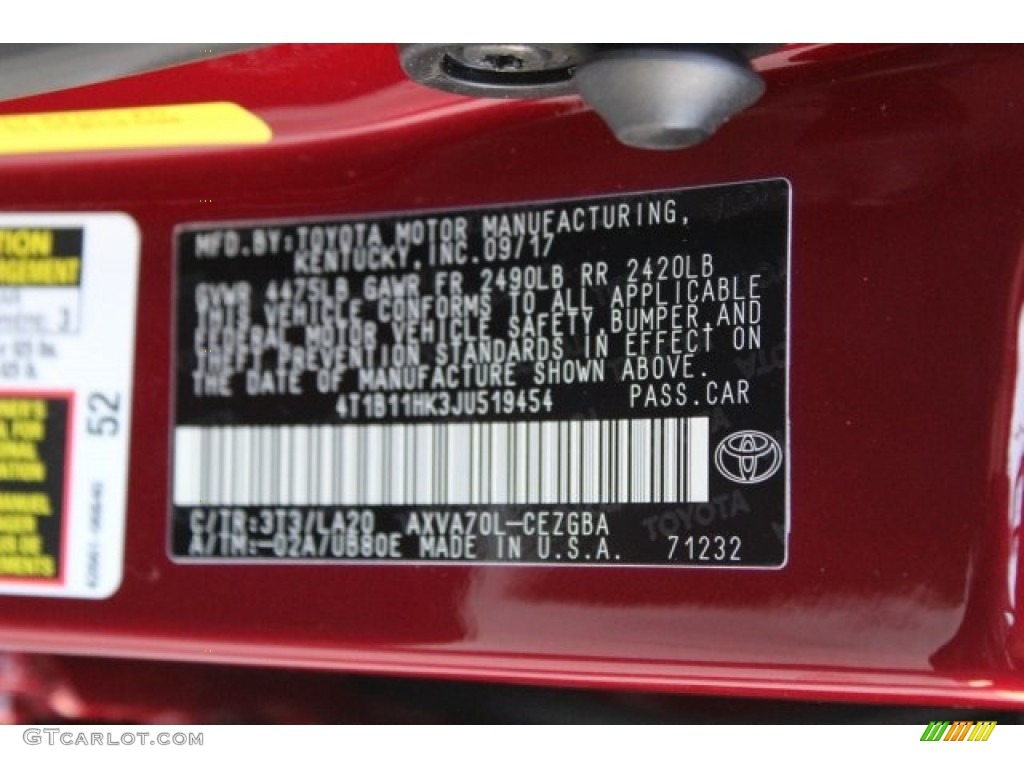 MFD.BY:TOYOTA MOTOR MANUFACTURING,
KENTUCKY,INC.09/17
GVWR 4475LB GAWR FR 2490LB RR 2420LB
THIS VEHICLE CONFORMS TO ALL APPLICABLE
FEDERAL MOTOR VEHICLE SAFETY,BUMPER,AND
THEFT PREVENTION STANDARDS IN EFFECT ON
THE DATE OF MANUFACTURE SHOWN ABOVE.
4T1B11HK3JU519454 PASS.CAR
C/TR:3T3/LA20 AXVA70L-CEZGBA
A/TM:-02A/UB80E MADE IN U.S.A. 71232
TOYOTA
52
GTCARLOT.COM